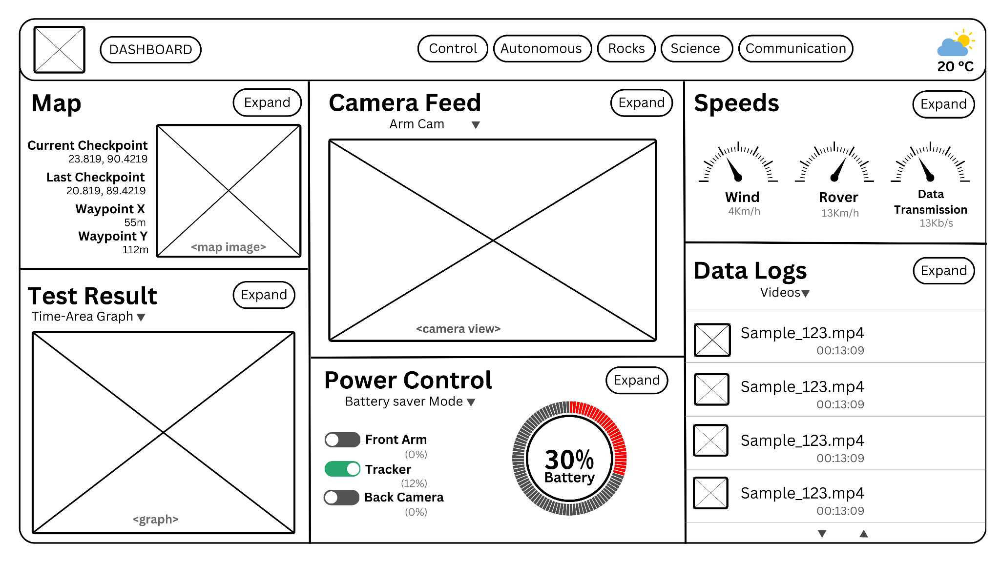 DASHBOARD
Control
Autonomous
Rocks
Science
Communication
20 °C
Map
Expand
Current Checkpoint
23.819, 90.4219
Last Checkpoint
20.819, 89.4219
Waypoint X
55m
Waypoint Y
112m
<map image>
Test Result
Expand
Time-Area Graph ▼
<graph>
Camera Feed
Expand
Arm Cam ▼
<camera view>
Power Control
Expand
Battery saver Mode ▼
Front Arm
(0%)
Tracker
(12%)
Back Camera
(0%)
30%
Battery
Speeds
Expand
Wind
4Km/h
Rover
13Km/h
Data
Transmission
13Kb/s
Data Logs
Expand
Videos▼
Sample_123.mp4
00:13:09
Sample_123.mp4
00:13:09
Sample_123.mp4
00:13:09
Sample_123.mp4
00:13:09
▼ ▲